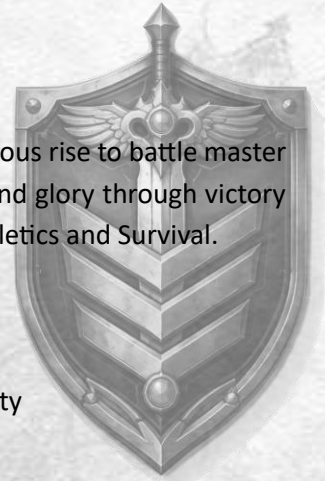 ous rise to battle master
nd glory through victory
letics and Survival.
ty